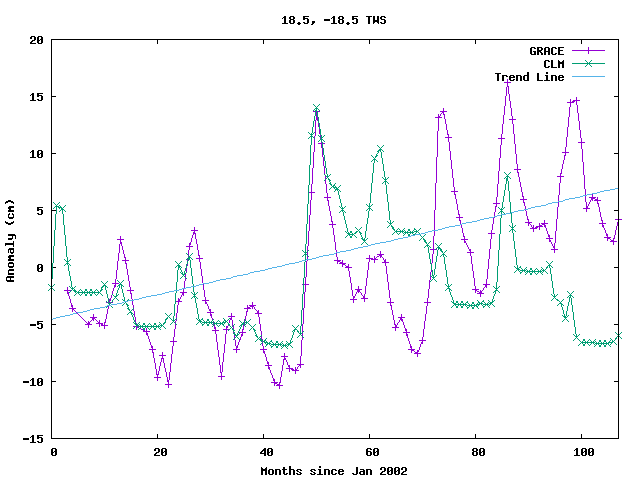 18.5, -18.5 TWS
GRACE
CLM
Trend Line
20
15
10
5
0
-5
-10
-15
Anomaly (cm)
0 20 40 60 80 100
Months since Jan 2002